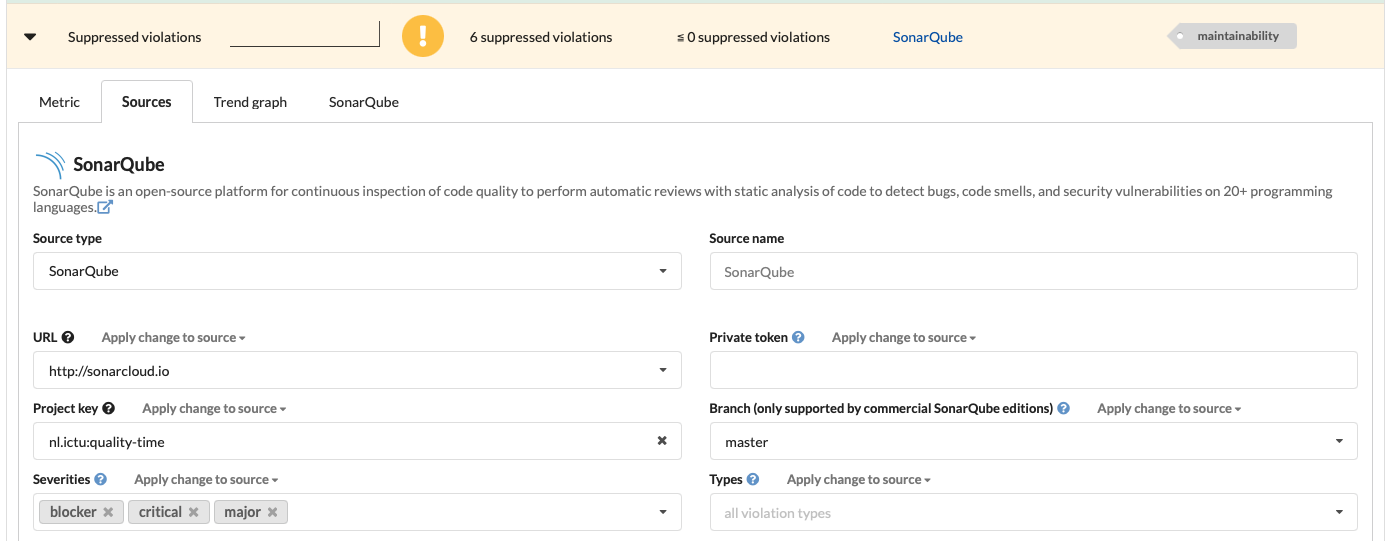 Suppressed violations ! 6 suppressed violations ≦ 0 suppressed violations SonarQube maintainability
Metric Sources Trend graph SonarQube
SonarQube
SonarQube is an open-source platform for continuous inspection of code quality to perform automatic reviews with static analysis of code to detect bugs, code smells, and security vulnerabilities on 20+ programming
languages.
Source type Source name
SonarQube SonarQube
URL ? Apply change to source Private token ? Apply change to source
http://sonarcloud.io
Project key ? Apply change to source Branch (only supported by commercial SonarQube editions) ? Apply change to source
nl.ictu:quality-time master
Severities ? Apply change to source Types ? Apply change to source
blocker critical major all violation types